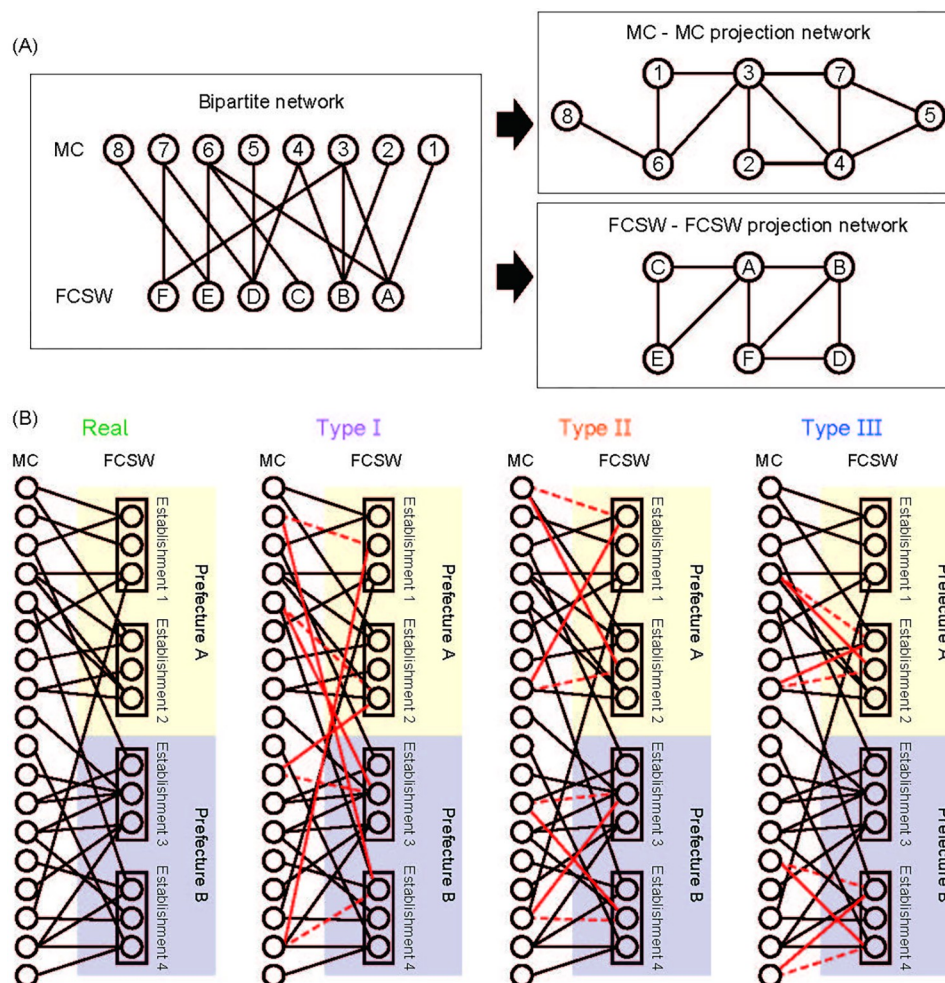 (A)
Bipartite network
MC
8 7 6 5 4 3 2 1
FCSW
F E D C B A
MC - MC projection network
1 3 7
8 5
6 2 4
FCSW - FCSW projection network
C A B
E F D
(B)
Real
MC FCSW
Establishment 1
Establishment 2
Establishment 3
Establishment 4
Prefecture A
Prefecture B
Type I
MC FCSW
Establishment 1
Establishment 2
Establishment 3
Establishment 4
Prefecture A
Prefecture B
Type II
MC FCSW
Establishment 1
Establishment 2
Establishment 3
Establishment 4
Prefecture A
Prefecture B
Type III
MC FCSW
Establishment 1
Establishment 2
Establishment 3
Establishment 4
Prefecture A
Prefecture B